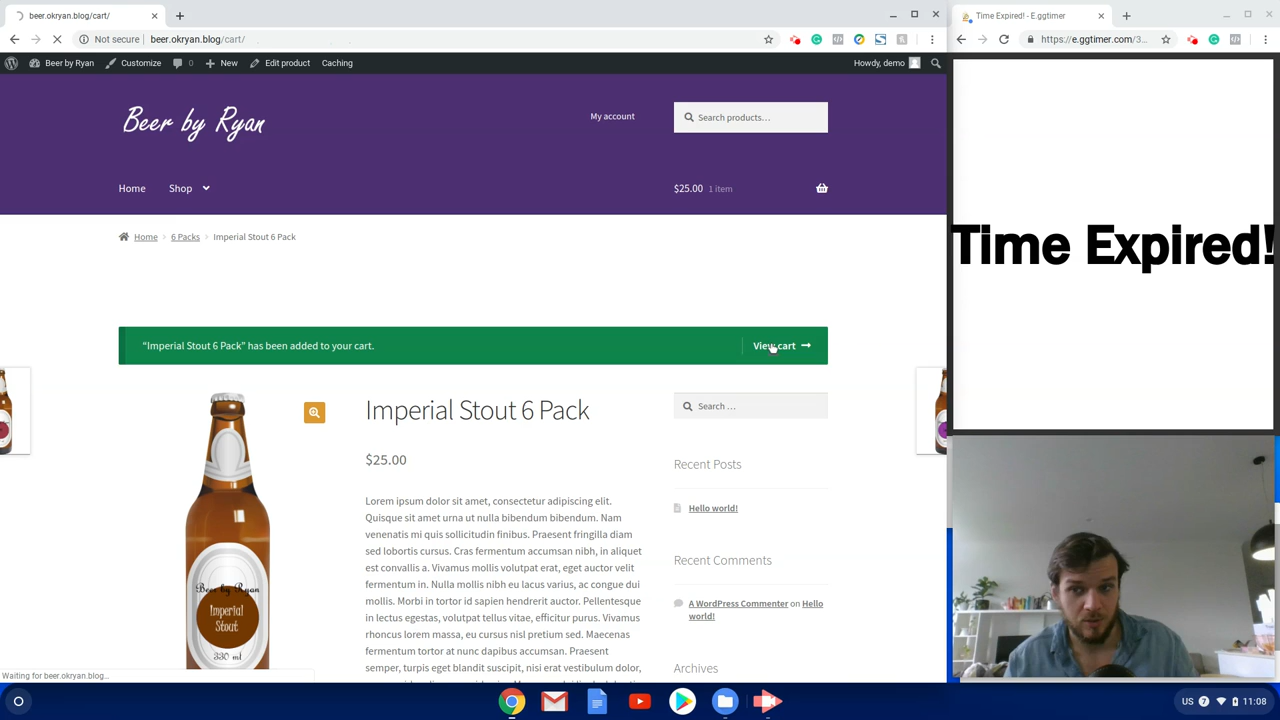 beer.okryan.blog/cart/
Time Expired! - E.ggtimer
Not secure
beer.okryan.blog/cart/
https://e.ggtimer.com/3...
Beer by Ryan
Customize
0
New
Edit product
Caching
Howdy, demo
Beer by Ryan
My account
Search products…
Home
Shop
$25.00 1 item
Home
6 Packs
Imperial Stout 6 Pack
Time Expired!
“Imperial Stout 6 Pack” has been added to your cart.
View cart
Imperial Stout 6 Pack
Search …
$25.00
Recent Posts
Lorem ipsum dolor sit amet, consectetur adipiscing elit.
Quisque sit amet urna ut nulla bibendum bibendum. Nam
venenatis mi quis sollicitudin finibus. Praesent fringilla diam
sed lobortis cursus. Cras fermentum accumsan nibh, in aliquet
est convallis a. Vivamus mollis volutpat erat, eget auctor velit
fermentum in. Nulla mollis nibh eu lacus varius, ac congue dui
mollis. Morbi in tortor id sapien hendrerit auctor. Pellentesque
in lectus egestas, volutpat tellus vitae, efficitur purus. Vivamus
rhoncus lorem massa, eu cursus nisl pretium sed. Maecenas
fermentum tortor at nunc dapibus accumsan. Praesent
semper, turpis eget blandit suscipit, nisi erat vestibulum dolor,
Hello world!
Recent Comments
A WordPress Commenter on Hello
world!
Archives
Beer by Ryan
Imperial
Stout
330 ml
Waiting for beer.okryan.blog...
US
7
11:08